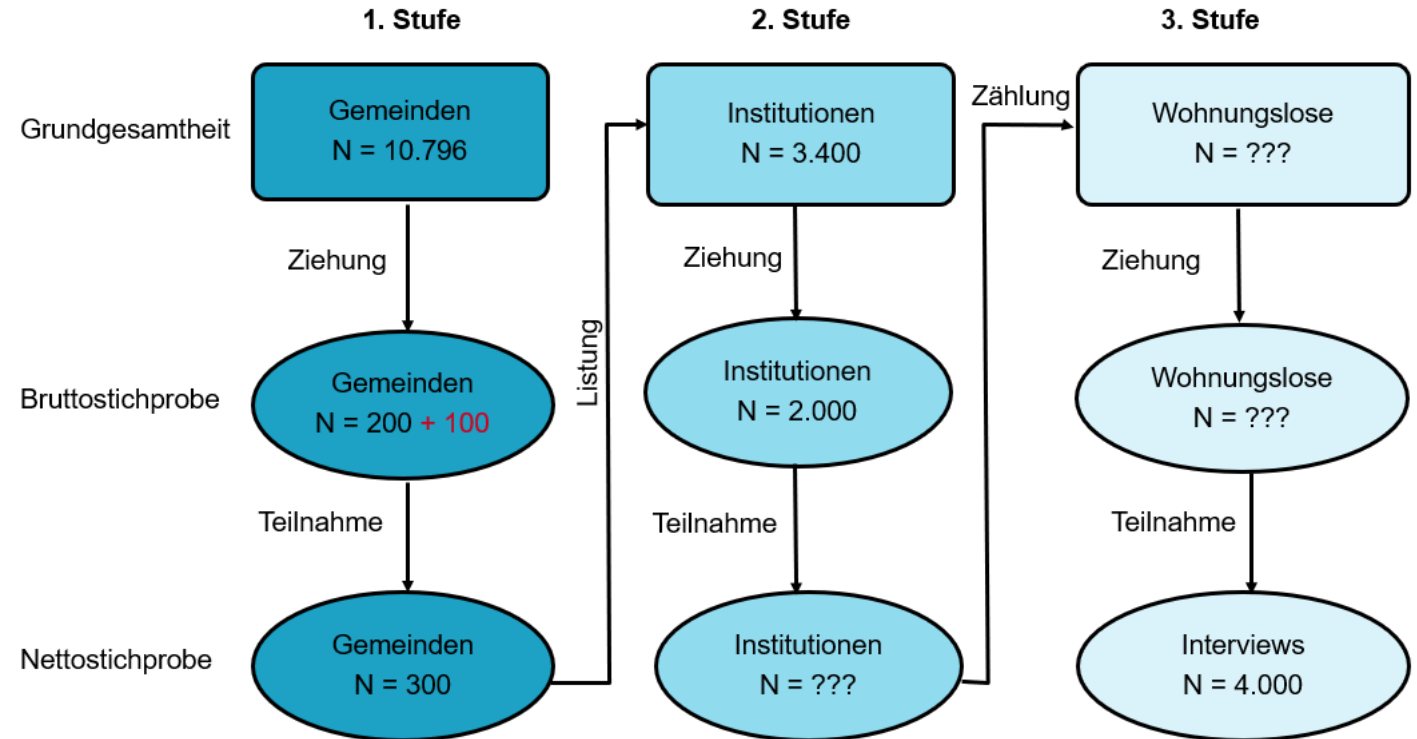 1. Stufe
2. Stufe
3. Stufe
Grundgesamtheit
Gemeinden
N = 10.796
Institutionen
N = 3.400
Zählung
Wohnungslose
N = ???
Ziehung
Ziehung
Ziehung
Listung
Bruttostichprobe
Gemeinden
N = 200 + 100
Institutionen
N = 2.000
Wohnungslose
N = ???
Teilnahme
Teilnahme
Teilnahme
Nettostichprobe
Gemeinden
N = 300
Institutionen
N = ???
Interviews
N = 4.000